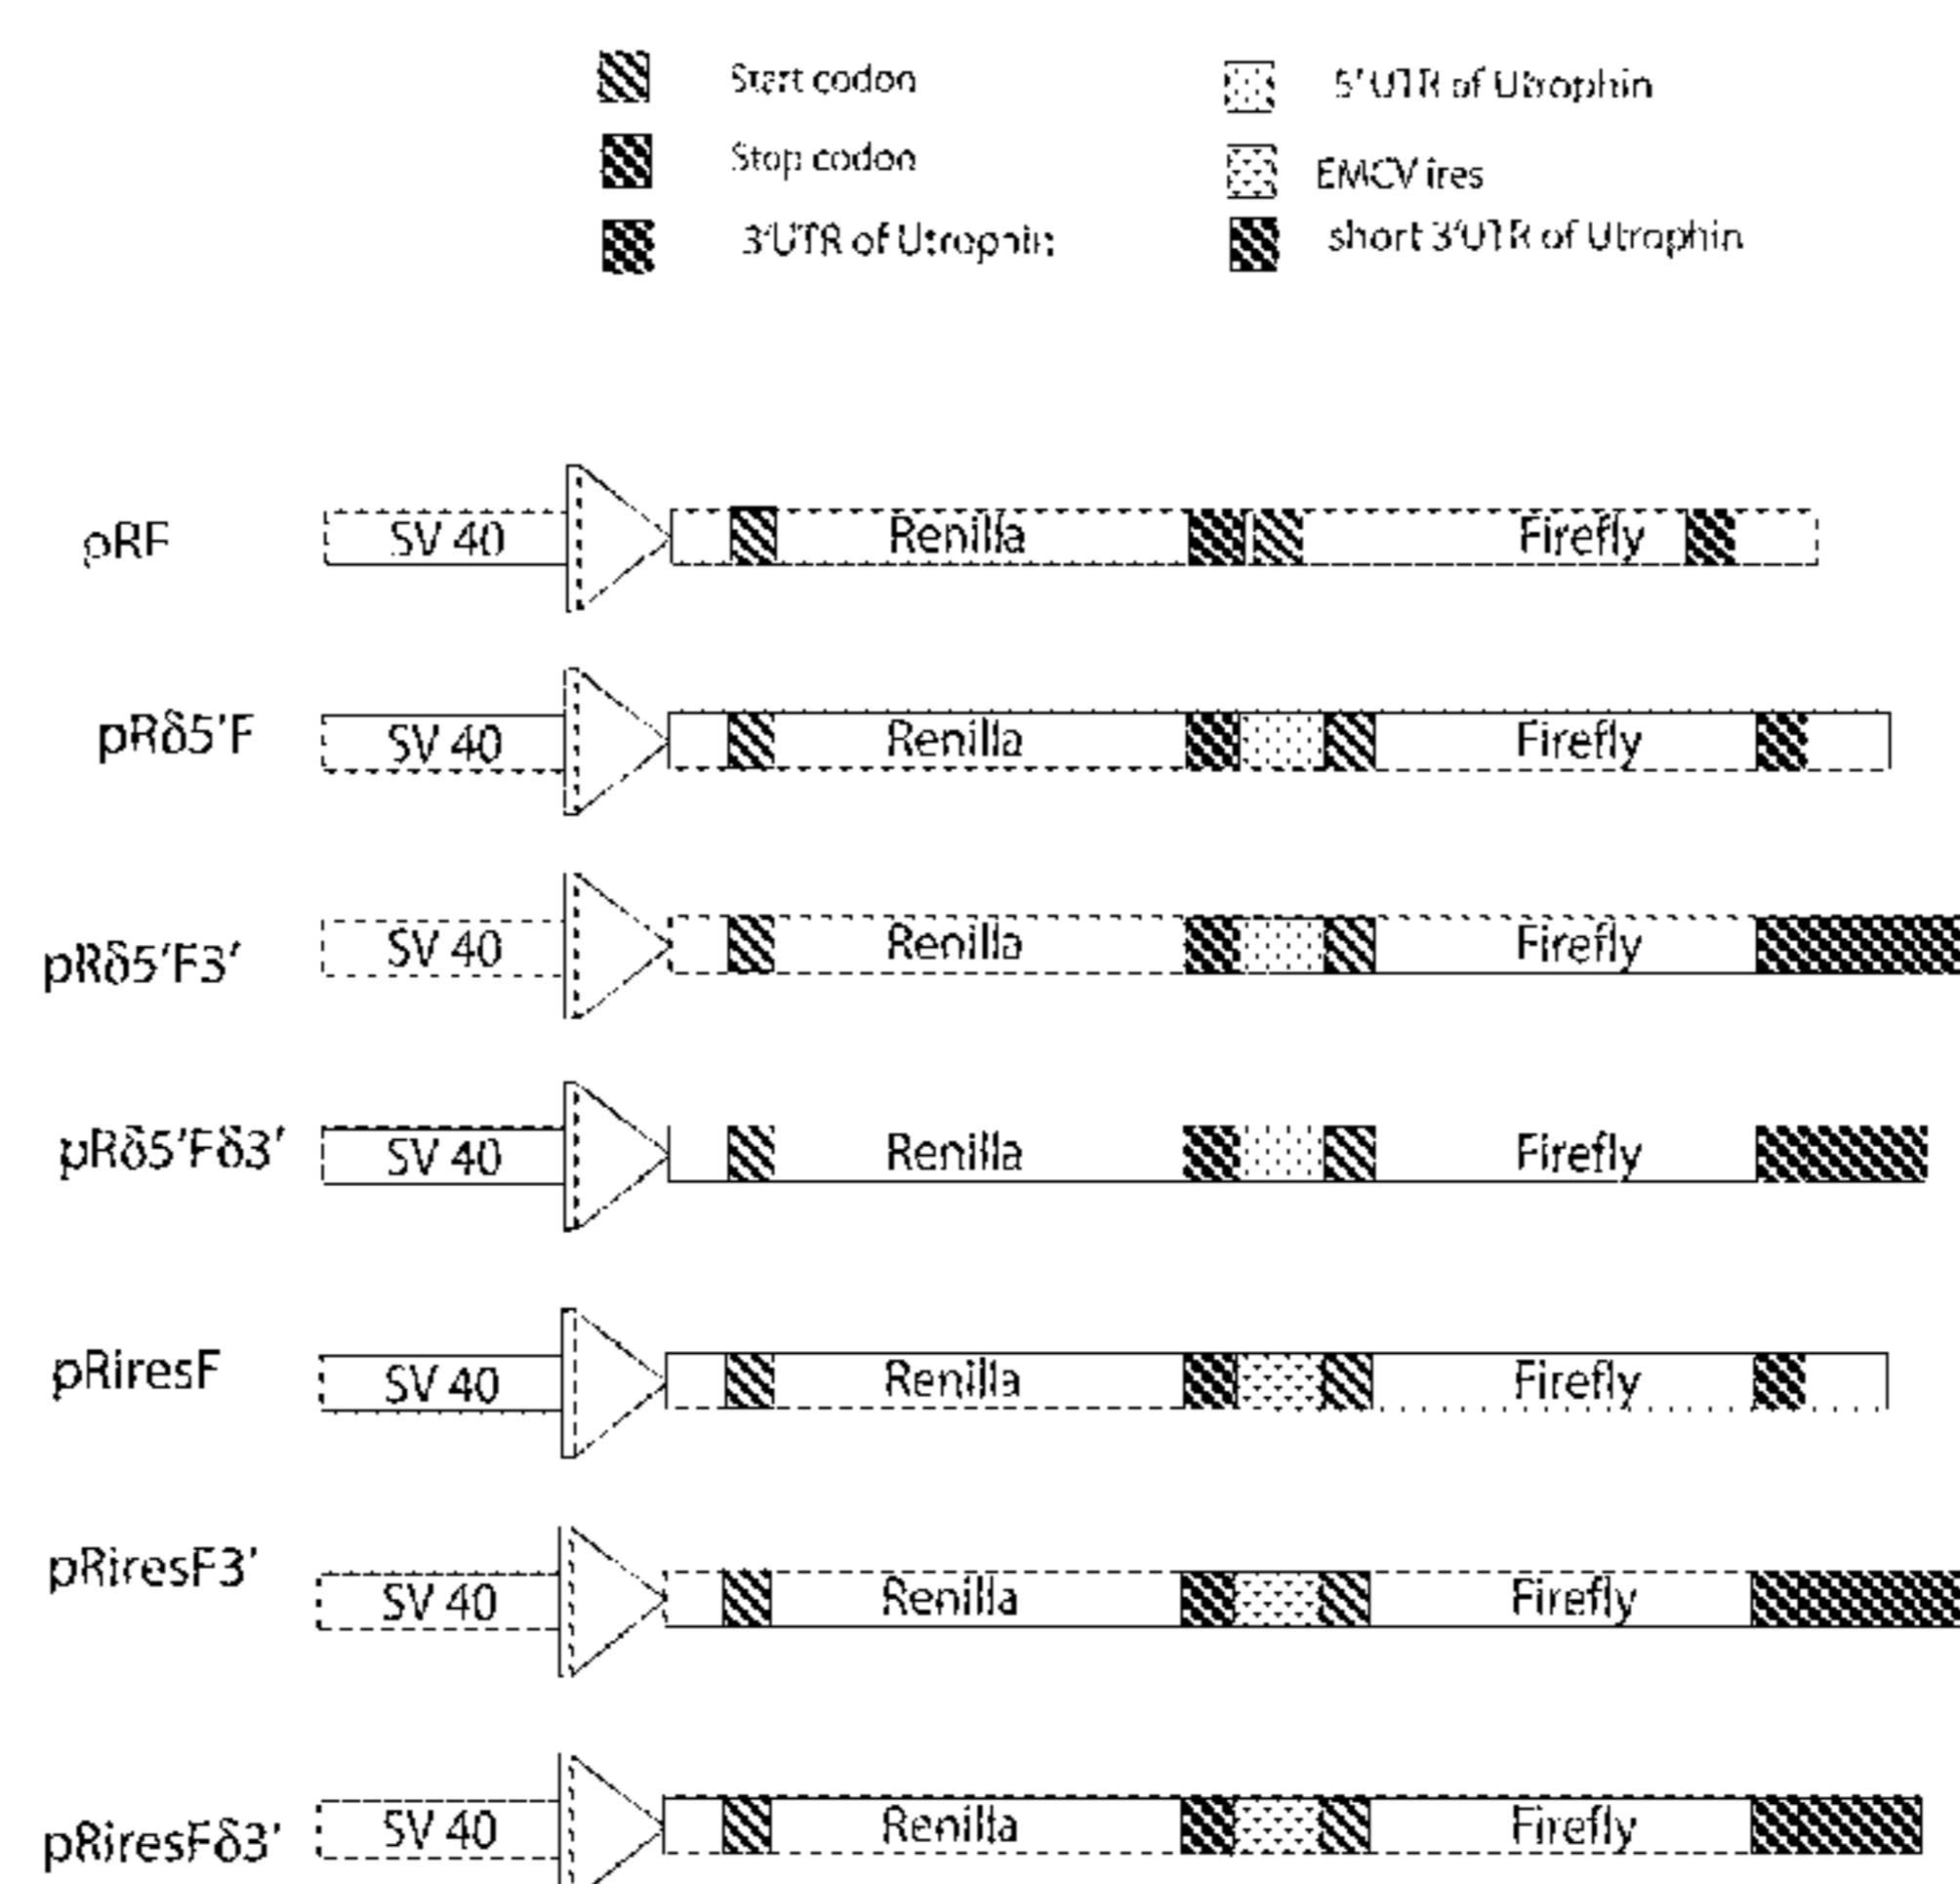 Start codon
5'UTR of Utrophin
Stop codon
EMCV ires
3'UTR of Utrophin
short 3'UTR of Utrophin
pRF
SV 40
Renilla
Firefly
pRδ5'F
SV 40
Renilla
Firefly
pRδ5'F3'
SV 40
Renilla
Firefly
pRδ5'Fδ3'
SV 40
Renilla
Firefly
pRiresF
SV 40
Renilla
Firefly
pRiresF3'
SV 40
Renilla
Firefly
pRiresFδ3'
SV 40
Renilla
Firefly